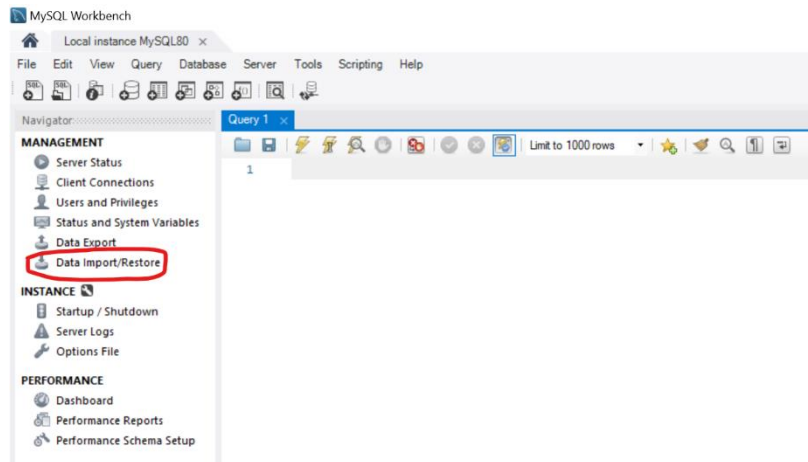 MySQL Workbench
Local instance MySQL80 ×
File Edit View Query Database Server Tools Scripting Help
Navigator
Query 1 ×
MANAGEMENT
Server Status
Client Connections
Users and Privileges
Status and System Variables
Data Export
Data Import/Restore
INSTANCE
Startup / Shutdown
Server Logs
Options File
PERFORMANCE
Dashboard
Performance Reports
Performance Schema Setup
Limit to 1000 rows
1